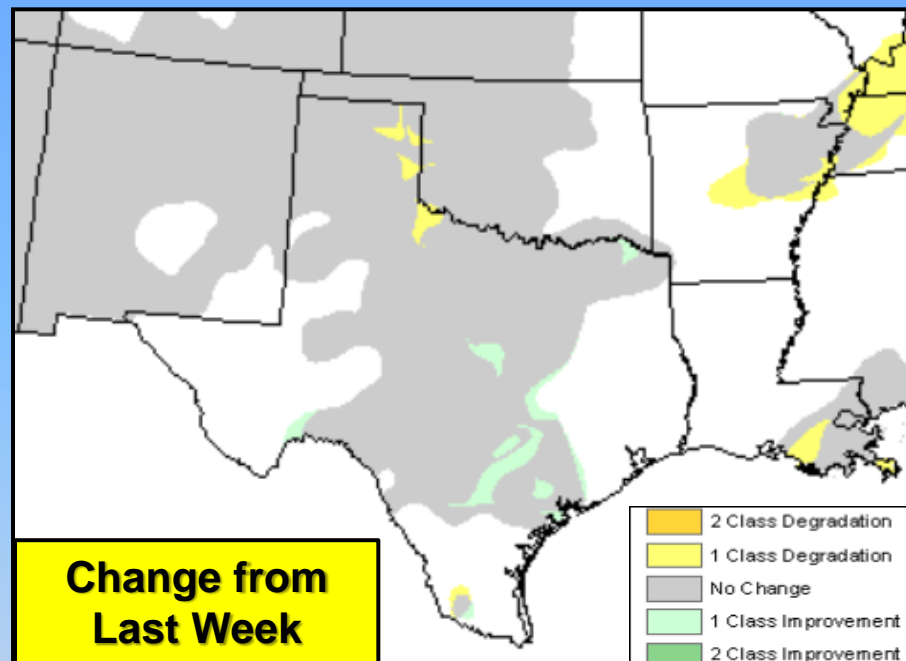 2 Class Degradation
1 Class Degradation
No Change
1 Class Improvement
2 Class Improvement
Change from
Last Week